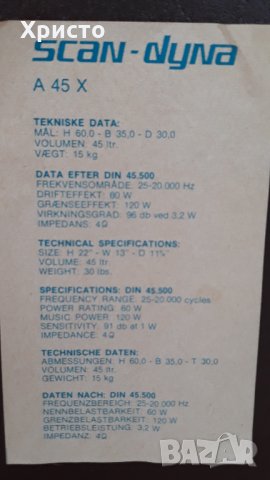 Христо
SCAN-dyna
A 45 X
TEKNISKE DATA:
MÅL: H 60,0 - B 35,0 - D 30,0
VOLUMEN: 45 ltr.
VÆGT: 15 kg
DATA EFTER DIN 45.500
FREKVENSOMRÅDE: 25-20.000 Hz
DRIFTEFFEKT: 60 W
GRÆNSEEFFEKT: 120 W
VIRKNINGSGRAD: 96 db ved 3,2 W
IMPEDANS: 4Ω
TECHNICAL SPECIFICATIONS:
SIZE: H 22" - W 13" - D 11¾"
VOLUME: 45 ltr.
WEIGHT: 30 lbs.
SPECIFICATIONS: DIN 45.500
FREQUENCY RANGE: 25-20.000 cycles
POWER RATING: 60 W
MUSIC POWER: 120 W
SENSITIVITY: 91 db at 1 W
IMPEDANCE: 4Ω
TECHNISCHE DATEN:
ABMESSUNGEN: H 60,0 - B 35,0 - T 30,0
VOLUMEN: 45 ltr.
GEWICHT: 15 kg
DATEN NACH: DIN 45.500
FREQUENZBEREICH: 25-20.000 Hz
NENNBELASTBARKEIT: 60 W
GRENZBELASTBARKEIT: 120 W
BETRIEBSLEISTUNG: 3,2 W
IMPEDANZ: 4Ω
BAZAR